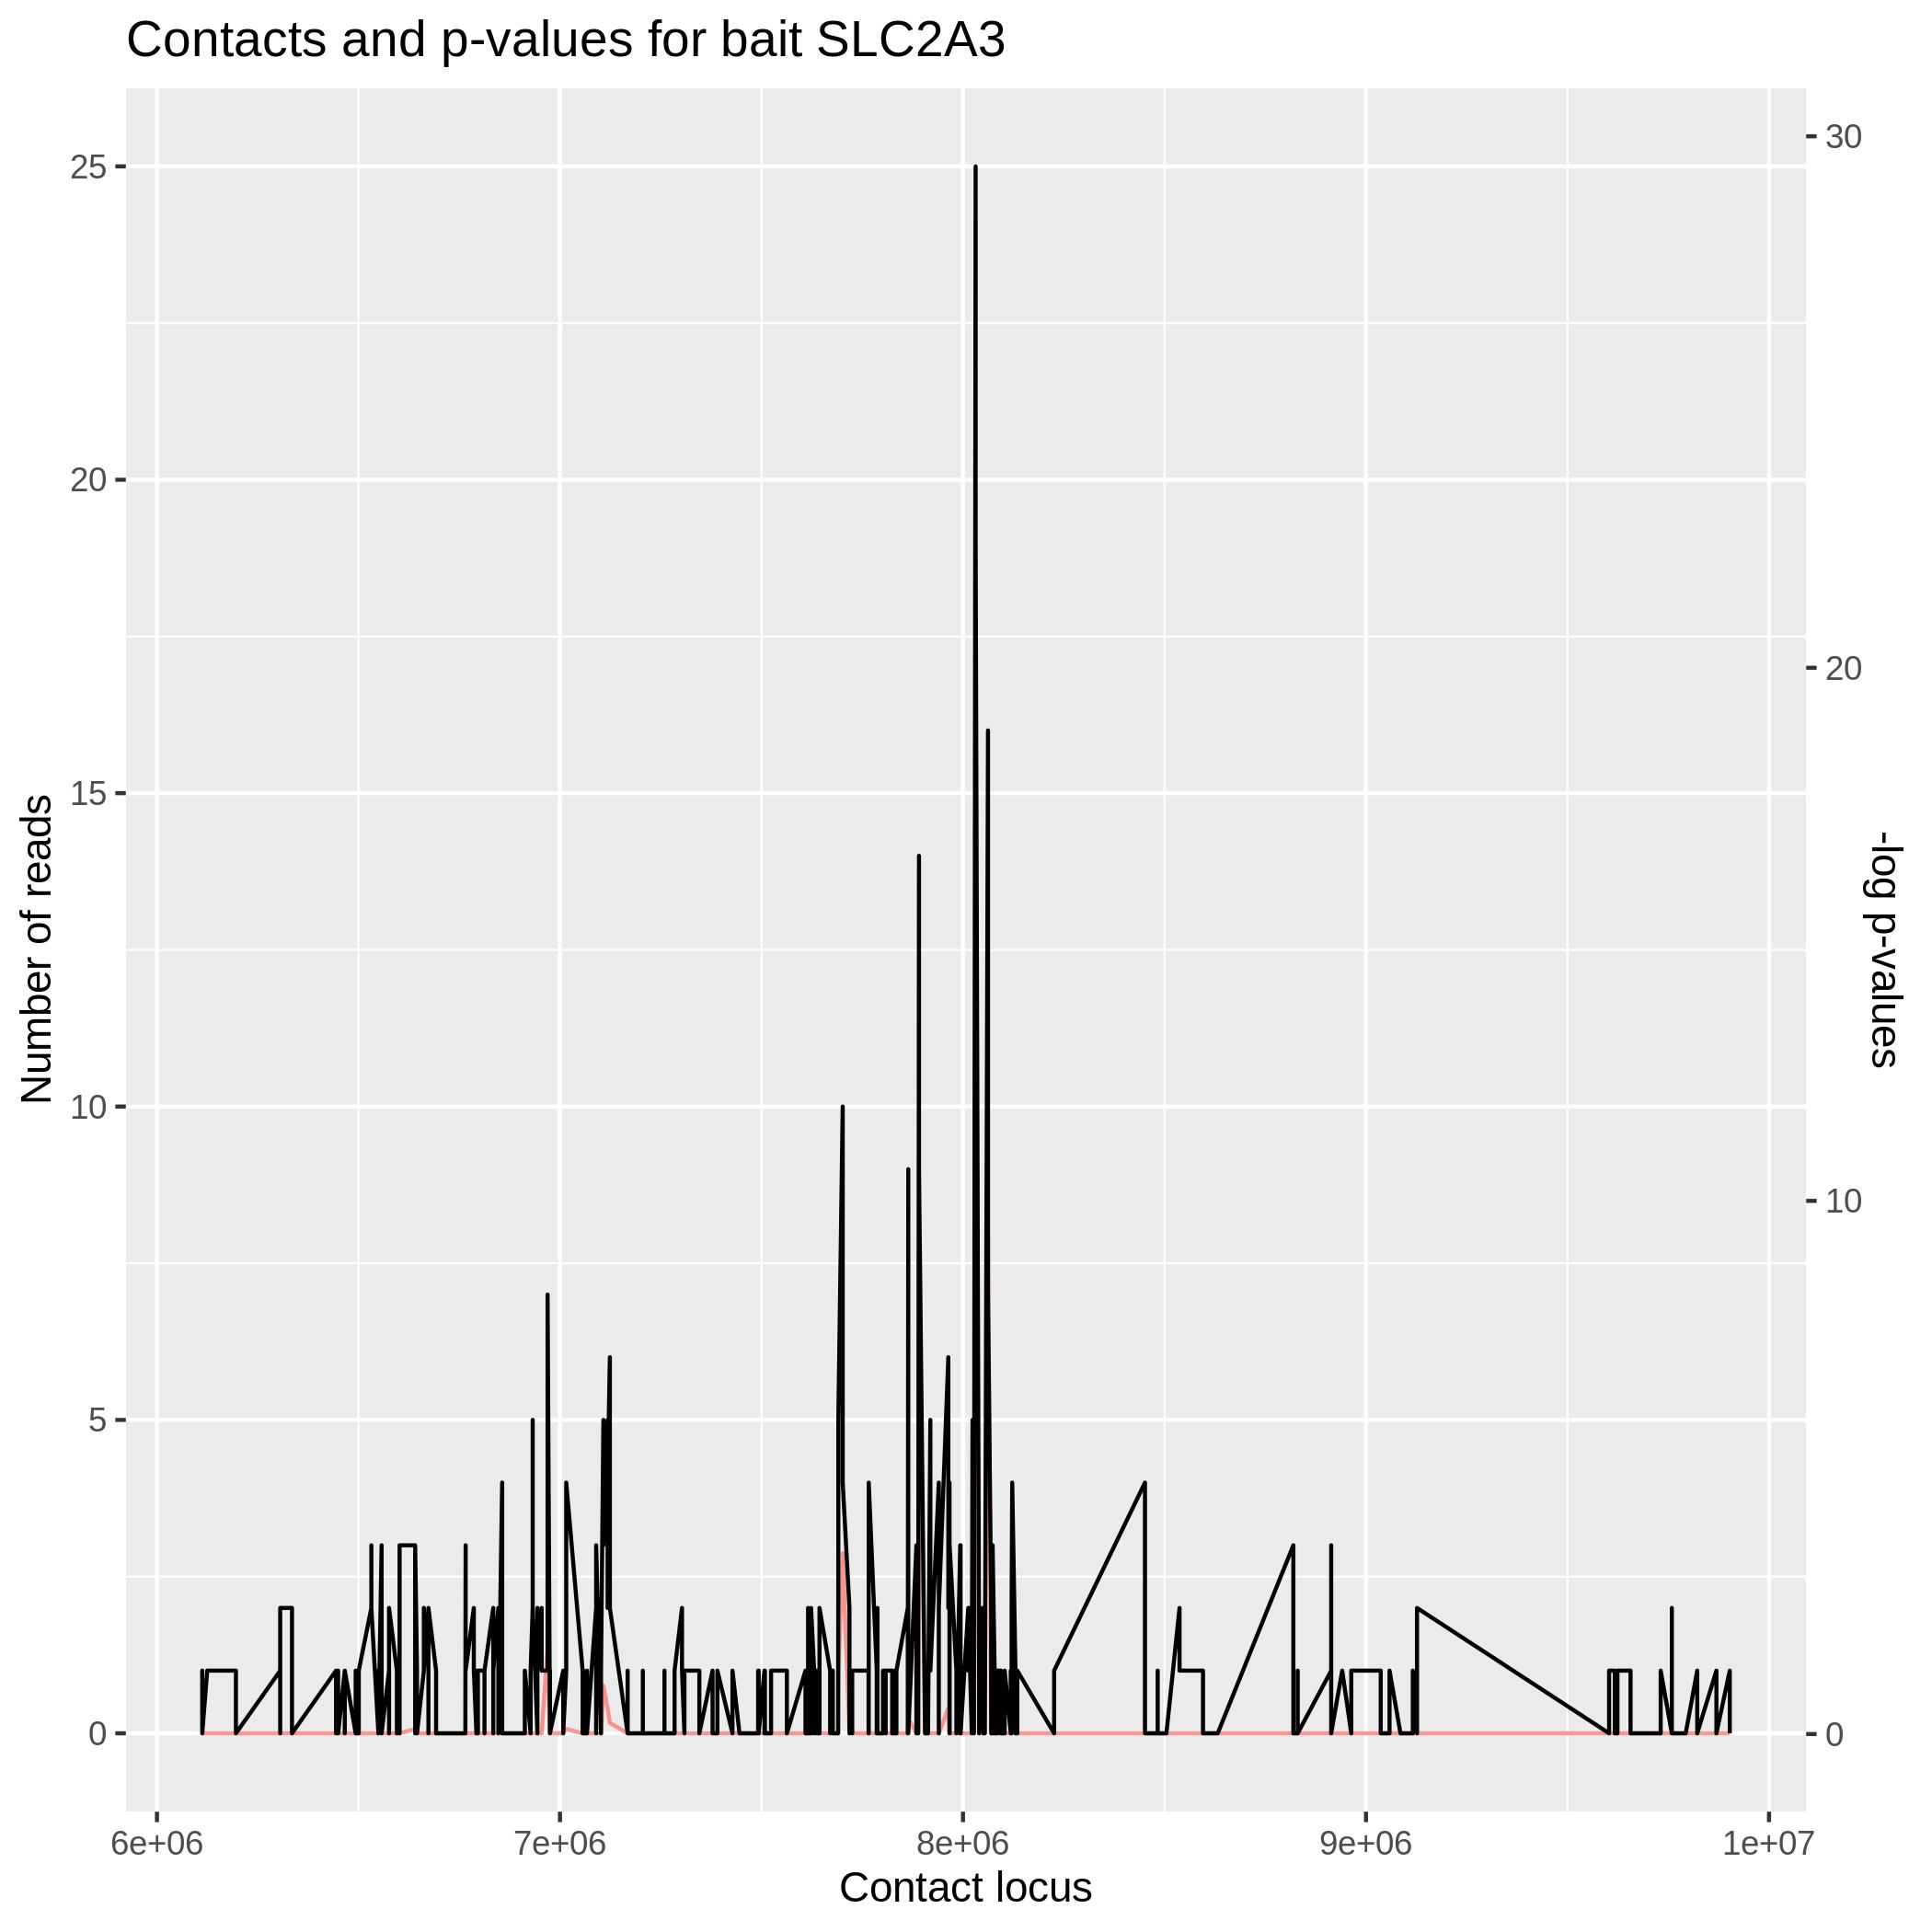 Contacts and p-values for bait SLC2A3
Number of reads
25
20
15
10
5
0
30
20
10
0
-log p-values
6e+06 7e+06 8e+06 9e+06 1e+07
Contact locus